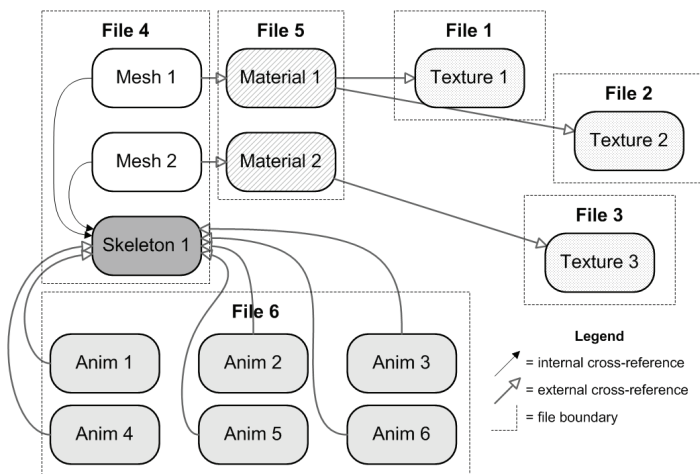 File 4
File 5
File 1
Mesh 1
Material 1
Texture 1
File 2
Texture 2
Mesh 2
Material 2
File 3
Skeleton 1
Texture 3
File 6
Anim 1
Anim 2
Anim 3
Anim 4
Anim 5
Anim 6
Legend
= internal cross-reference
= external cross-reference
= file boundary